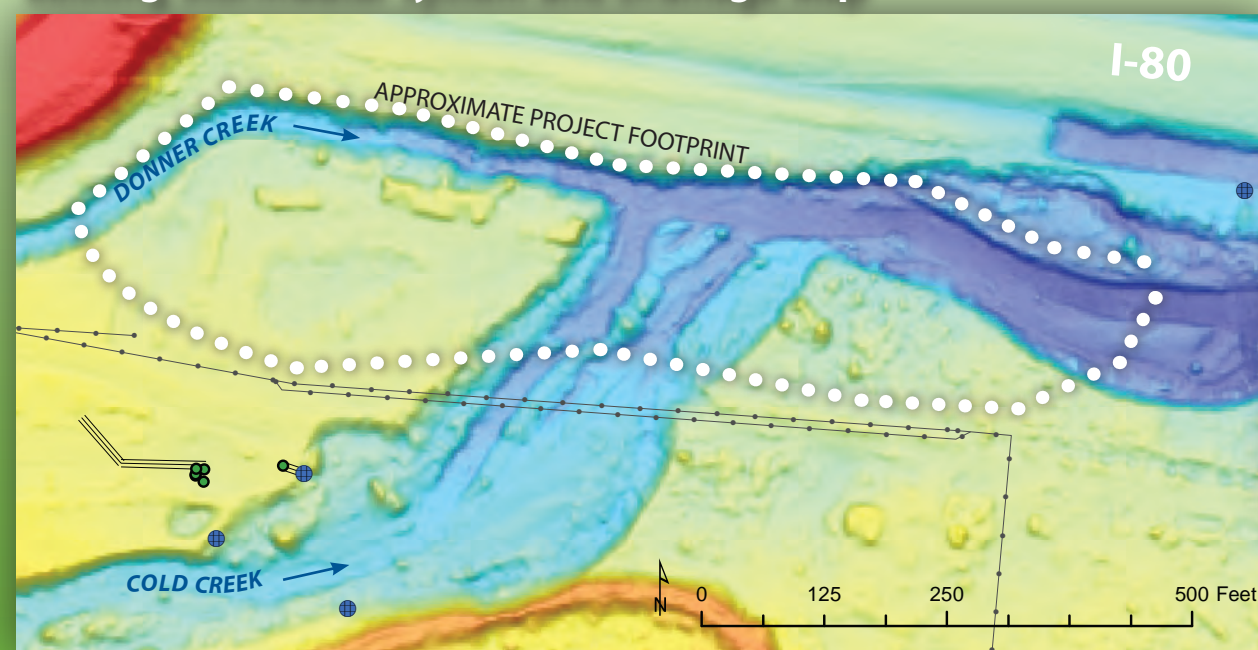 I-80
APPROXIMATE PROJECT FOOTPRINT
DONNER CREEK
COLD CREEK
N
0 125 250 500 Feet